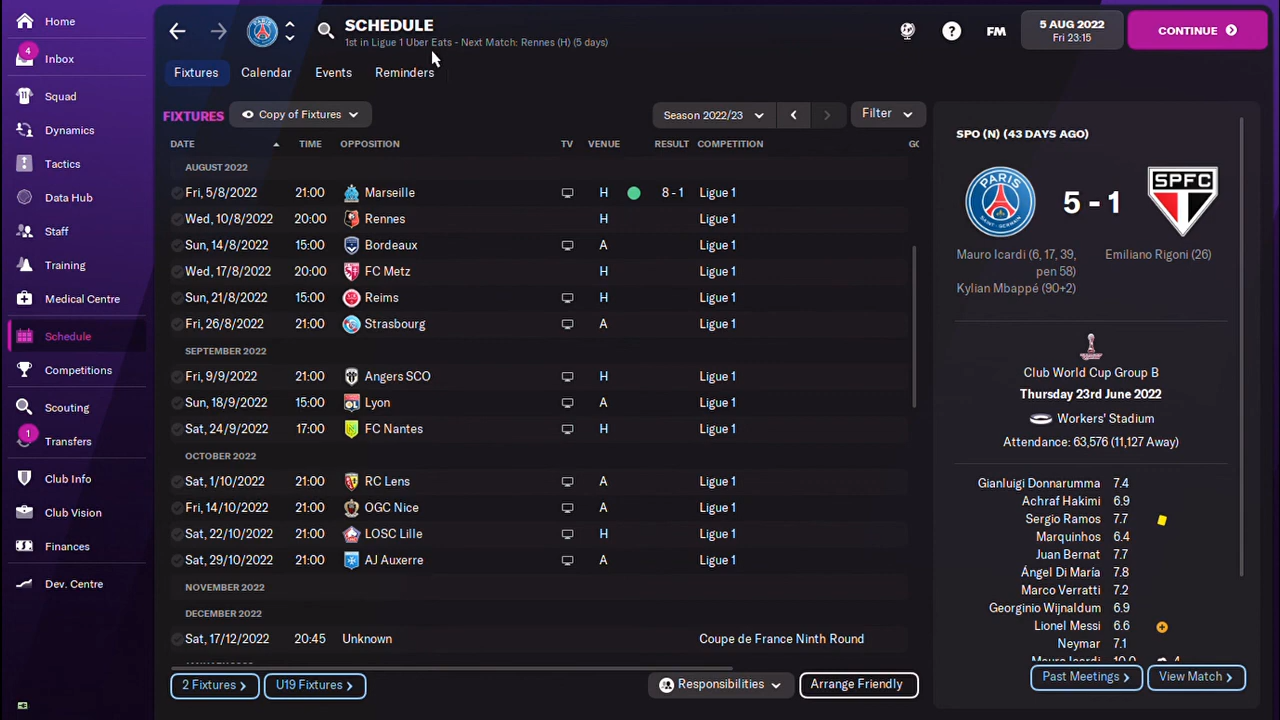 Home
4
Inbox
Squad
Dynamics
Tactics
Data Hub
Staff
Training
Medical Centre
Schedule
Competitions
Scouting
1
Transfers
Club Info
Club Vision
Finances
Dev. Centre
PARIS
SCHEDULE
1st in Ligue 1 Uber Eats - Next Match: Rennes (H) (5 days)
?
FM
5 AUG 2022
Fri 23:15
CONTINUE
Fixtures Calendar Events Reminders
FIXTURES Copy of Fixtures Season 2022/23 Filter
DATE TIME OPPOSITION TV VENUE RESULT COMPETITION GC
AUGUST 2022
Fri, 5/8/2022 21:00 Marseille H 8 - 1 Ligue 1
Wed, 10/8/2022 20:00 Rennes H Ligue 1
Sun, 14/8/2022 15:00 Bordeaux A Ligue 1
Wed, 17/8/2022 20:00 FC Metz H Ligue 1
Sun, 21/8/2022 15:00 Reims H Ligue 1
Fri, 26/8/2022 21:00 Strasbourg A Ligue 1
SEPTEMBER 2022
Fri, 9/9/2022 21:00 Angers SCO H Ligue 1
Sun, 18/9/2022 15:00 Lyon A Ligue 1
Sat, 24/9/2022 17:00 FC Nantes H Ligue 1
OCTOBER 2022
Sat, 1/10/2022 21:00 RC Lens A Ligue 1
Fri, 14/10/2022 21:00 OGC Nice A Ligue 1
Sat, 22/10/2022 21:00 LOSC Lille H Ligue 1
Sat, 29/10/2022 21:00 AJ Auxerre A Ligue 1
NOVEMBER 2022
DECEMBER 2022
Sat, 17/12/2022 20:45 Unknown Coupe de France Ninth Round
2 Fixtures U19 Fixtures Responsibilities Arrange Friendly
SPO (N) (43 DAYS AGO)
PARIS
SAINT-GERMAIN
5 - 1
SPFC
Mauro Icardi (6, 17, 39,
pen 58)
Kylian Mbappé (90+2)
Emiliano Rigoni (26)
Club World Cup Group B
Thursday 23rd June 2022
Workers' Stadium
Attendance: 63,576 (11,127 Away)
Gianluigi Donnarumma 7.4
Achraf Hakimi 6.9
Sergio Ramos 7.7
Marquinhos 6.4
Juan Bernat 7.7
Ángel Di María 7.8
Marco Verratti 7.2
Georginio Wijnaldum 6.9
Lionel Messi 6.6
Neymar 7.1
Mauro Icardi 10.0 4
Past Meetings View Match